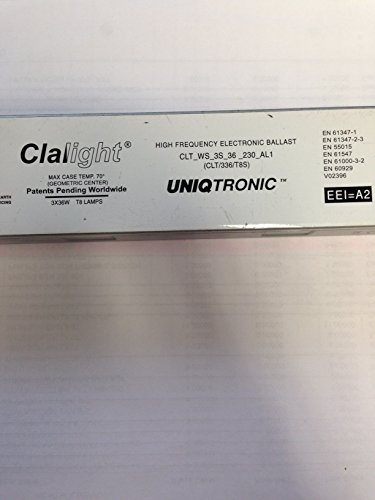 Clalight®
MAX CASE TEMP. 70°
(GEOMETRIC CENTER)
Patents Pending Worldwide
3X36W T8 LAMPS
HIGH FREQUENCY ELECTRONIC BALLAST
CLT_WS_3S_36 _230_AL1
(CLT/336/T8S)
UNIQTRONIC™
EN 61347-1
EN 61347-2-3
EN 55015
EN 61547
EN 61000-3-2
EN 60929
V02396
EEI=A2